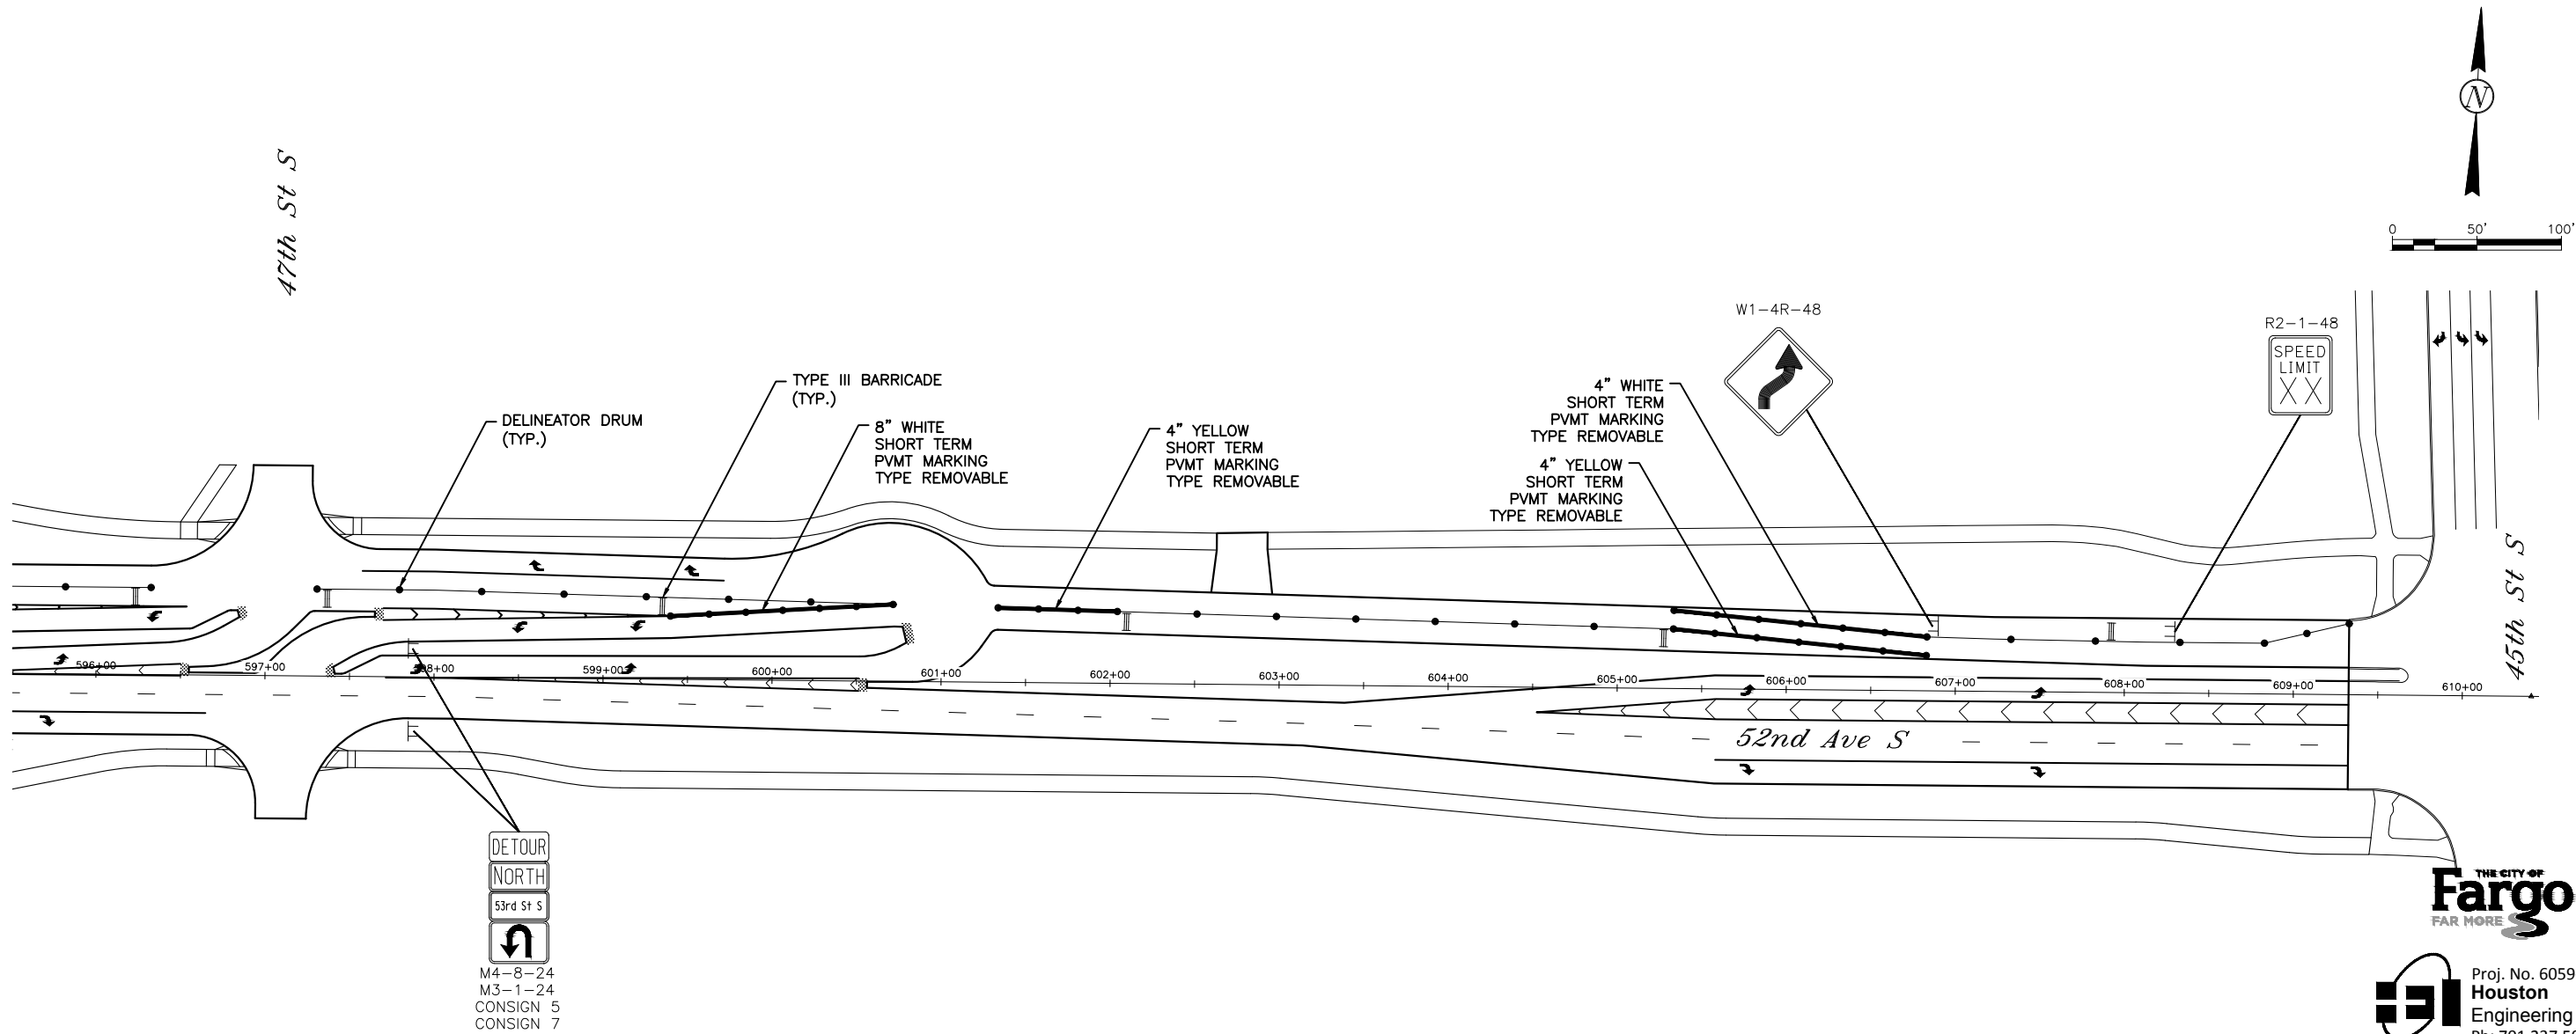 N
0 50' 100'
47th St S
W1-4R-48
R2-1-48
SPEED
LIMIT
XX
TYPE III BARRICADE
(TYP.)
DELINEATOR DRUM
(TYP.)
8" WHITE
SHORT TERM
PVMT MARKING
TYPE REMOVABLE
4" YELLOW
SHORT TERM
PVMT MARKING
TYPE REMOVABLE
4" WHITE
SHORT TERM
PVMT MARKING
TYPE REMOVABLE
4" YELLOW
SHORT TERM
PVMT MARKING
TYPE REMOVABLE
45th St S
596+00 597+00 598+00 599+00 600+00 601+00 602+00 603+00 604+00 605+00 606+00 607+00 608+00 609+00 610+00
52nd Ave S
DETOUR
NORTH
53rd St S
M4-8-24
M3-1-24
CONSIGN 5
CONSIGN 7
THE CITY OF
Fargo
FAR MORE
Proj. No. 6059
Houston
Engineering